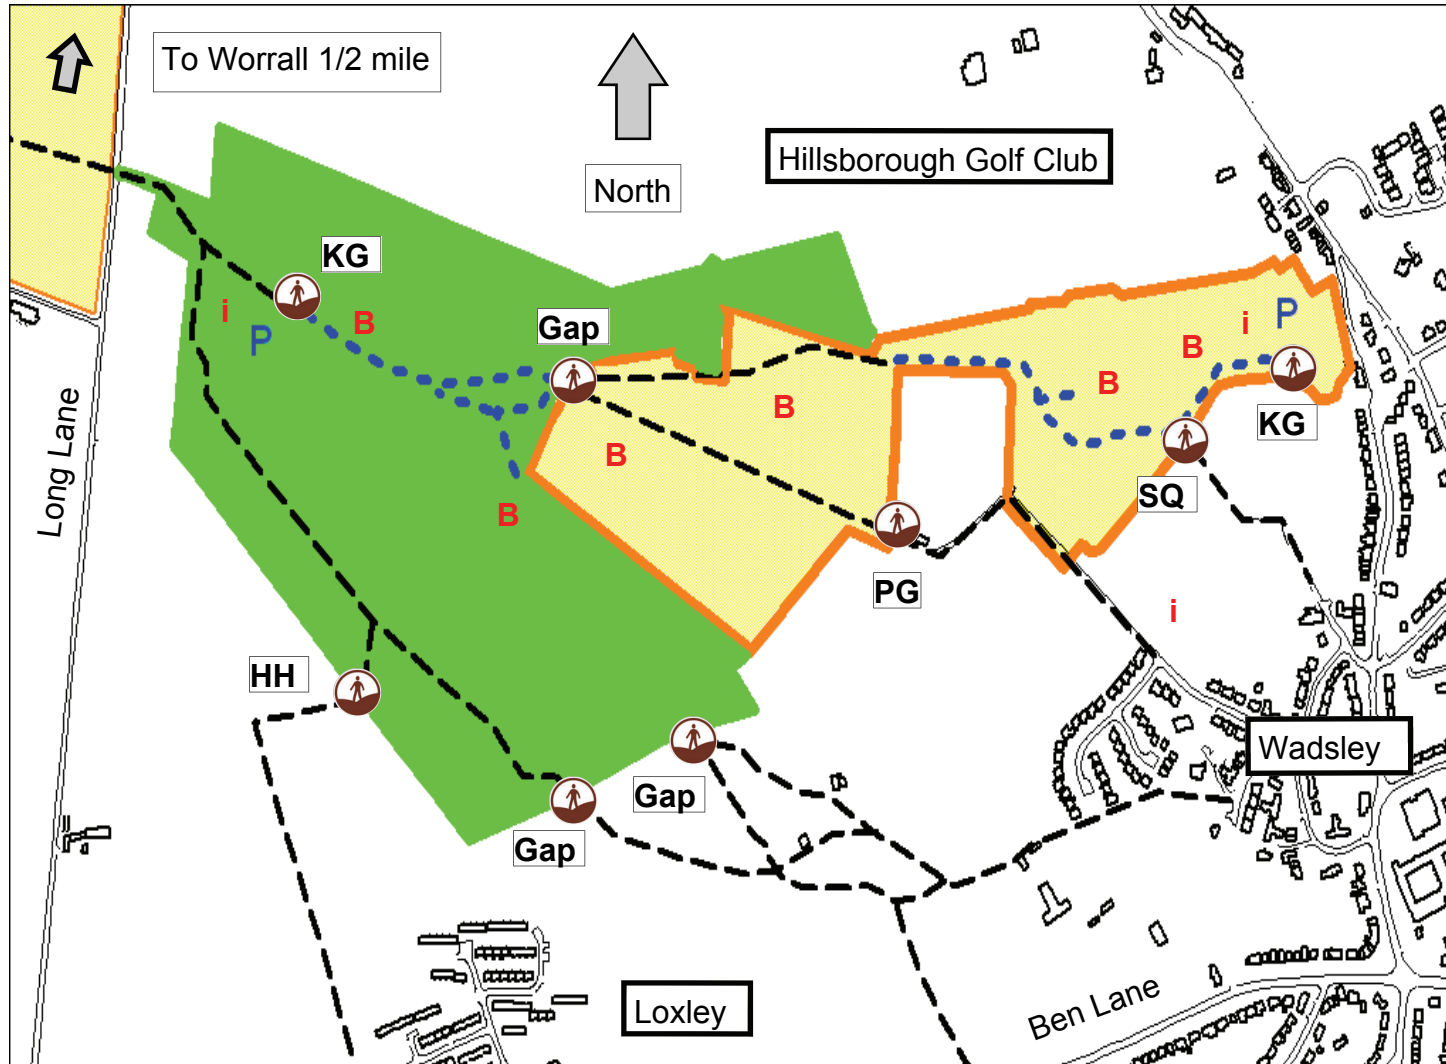 To Worrall 1/2 mile
North
Hillsborough Golf Club
KG
i
P
B
Gap
B
B
B
B
B
i
P
KG
SQ
PG
i
Long Lane
HH
Gap
Gap
Wadsley
Loxley
Ben Lane